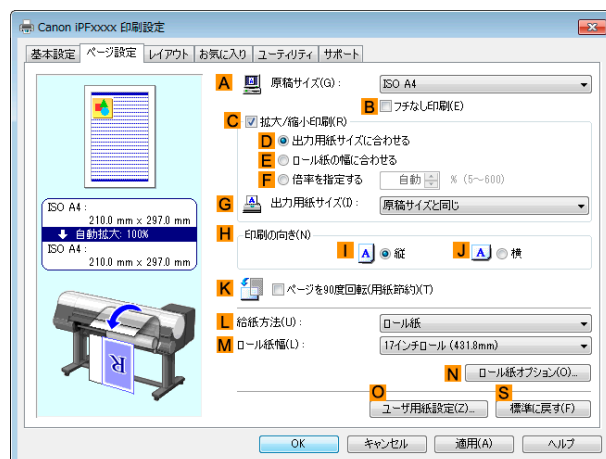 Canon iPFxxxx 印刷設定
基本設定 ページ設定 レイアウト お気に入り ユーティリティ サポート
A 原稿サイズ(G): ISO A4
B フチなし印刷(E)
C 拡大/縮小印刷(R)
D 出力用紙サイズに合わせる
E ロール紙の幅に合わせる
F 倍率を指定する 自動 % (5～600)
G 出力用紙サイズ(I): 原稿サイズと同じ
ISO A4 :
210.0 mm x 297.0 mm
自動拡大: 100%
ISO A4 :
210.0 mm x 297.0 mm
H 印刷の向き(N)
I A 縦 J A 横
K ページを90度回転(用紙節約)(T)
L 給紙方法(U): ロール紙
M ロール紙幅(L): 17インチロール (431.8mm)
R
N ロール紙オプション(O)...
O ユーザ用紙設定(Z)... S 標準に戻す(F)
OK キャンセル 適用(A) ヘルプ